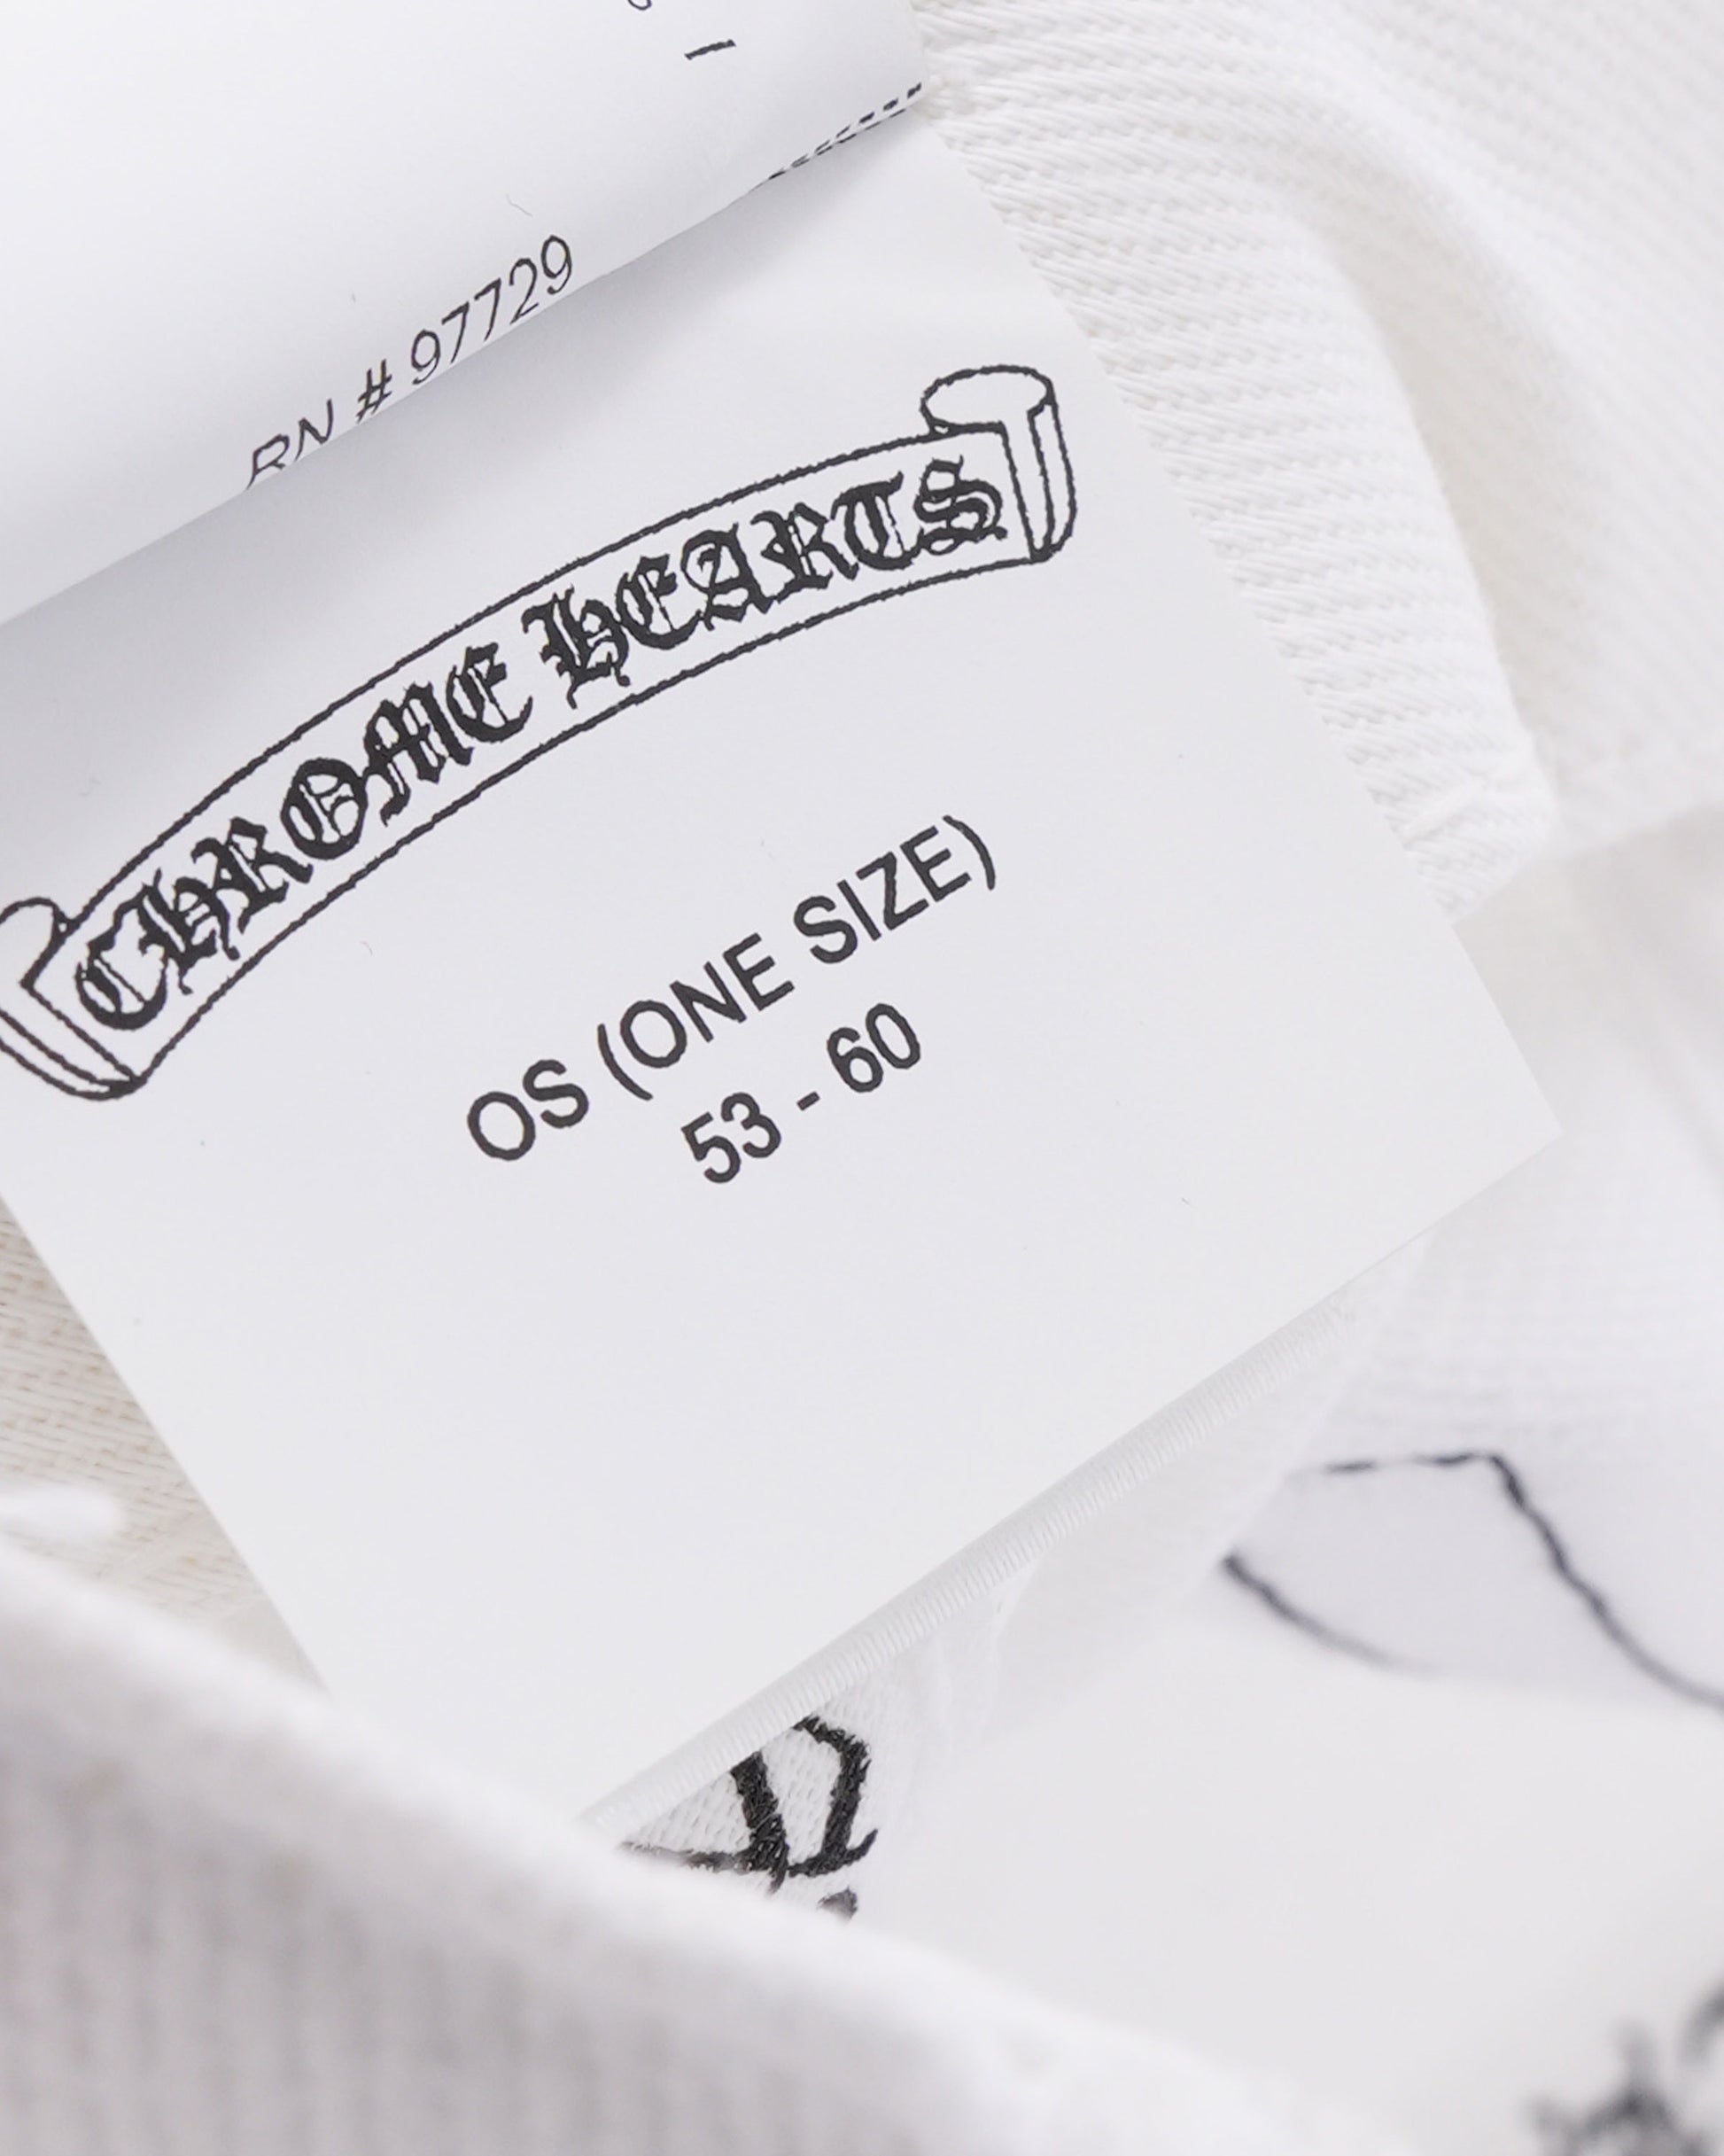 RN # 97729
CHROME HEARTS
OS (ONE SIZE)
53 - 60